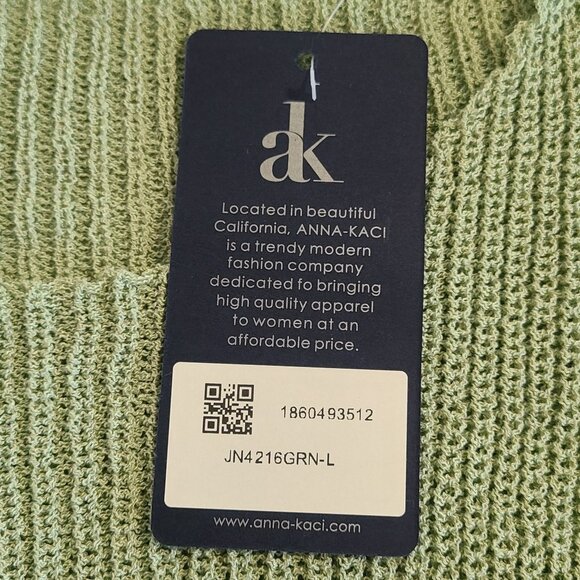 ak
Located in beautiful
California, ANNA-KACI
is a trendy modern
fashion company
dedicated fo bringing
high quality apparel
to women at an
affordable price.
1860493512
JN4216GRN-L
www.anna-kaci.com